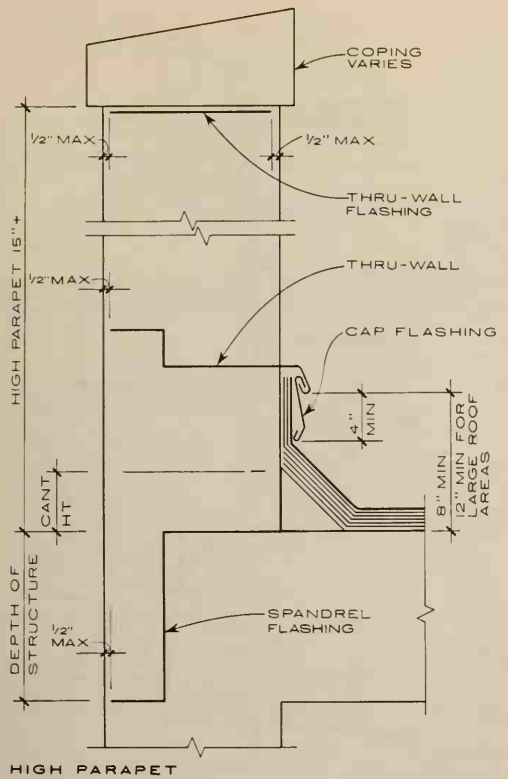 COPING
VARIES
1/2" MAX
1/2" MAX
THRU-WALL
FLASHING
HIGH PARAPET 15"+
1/2" MAX
THRU-WALL
CAP FLASHING
4"
MIN
8" MIN
12" MIN FOR
LARGE ROOF
AREAS
CANT
HT
DEPTH OF
STRUCTURE
1/2"
MAX
SPANDREL
FLASHING
HIGH PARAPET